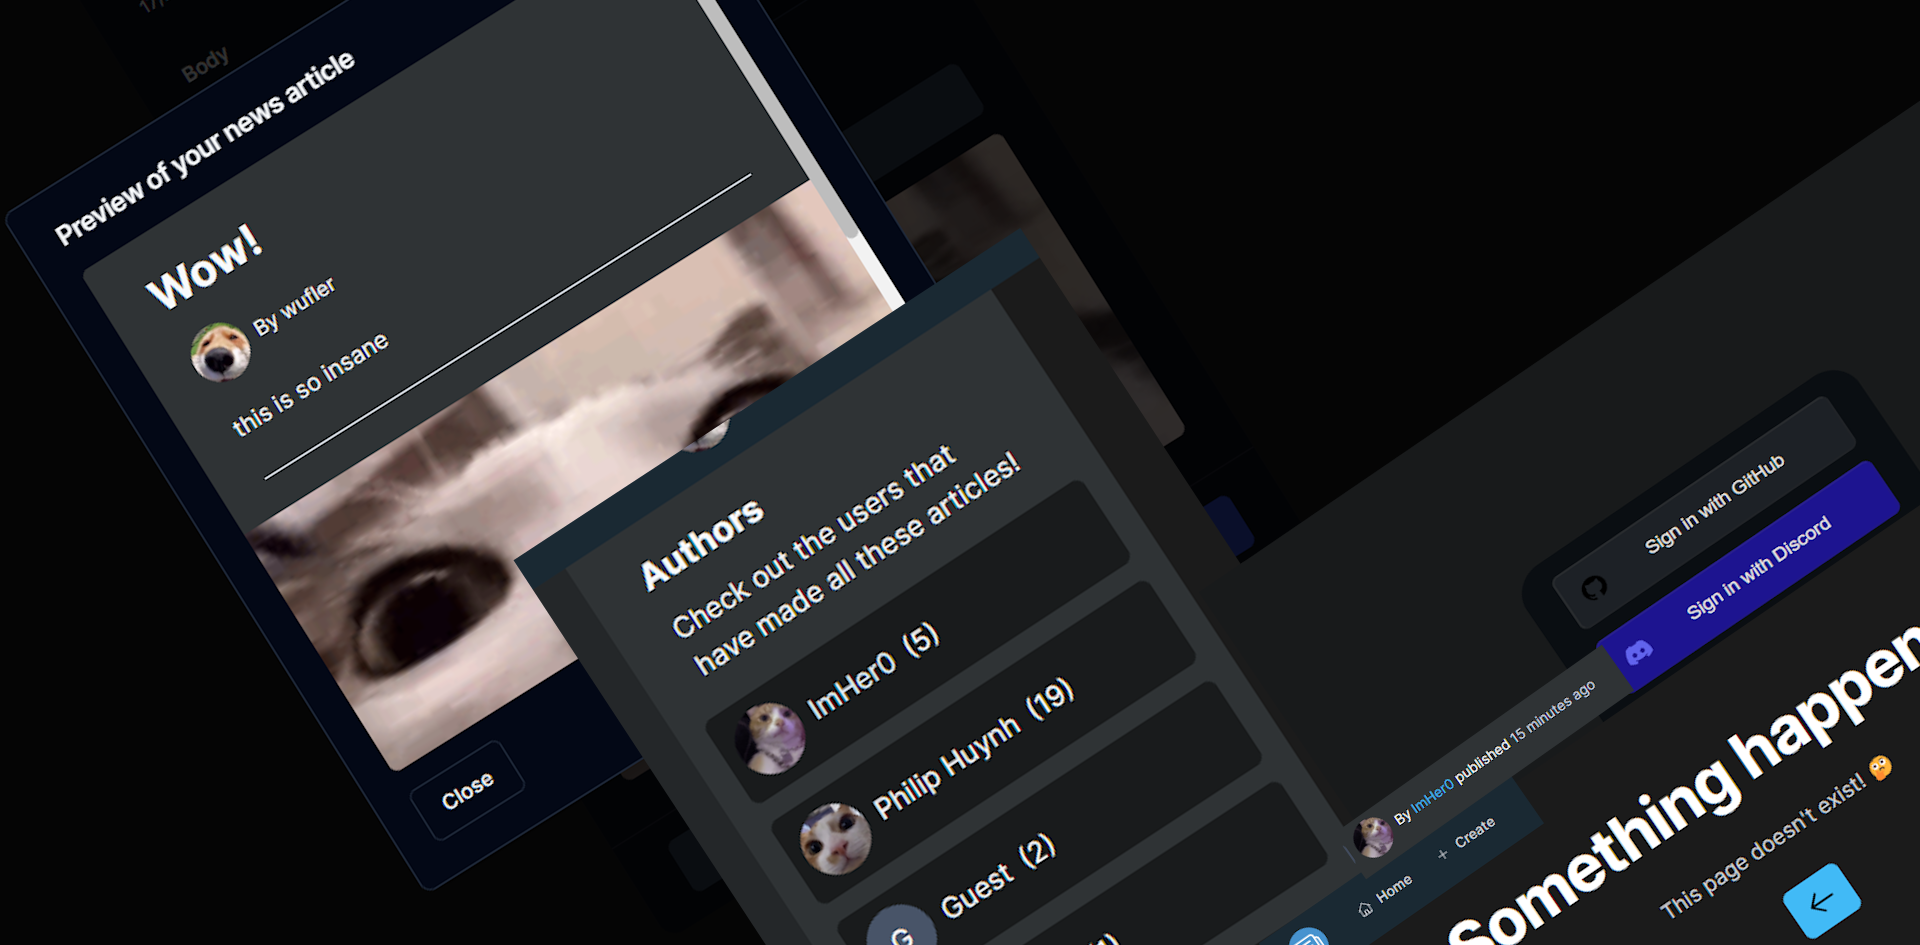 Body
Preview of your news article
Wow!
By wufler
this is so insane
Close
Authors
Check out the users that
have made all these articles!
ImHer0 (5)
Philip Huynh (19)
Guest (2)
G
Sign in with GitHub
Sign in with Discord
By ImHer0 published 15 minutes ago
Home
+ Create
Something happen
This page doesn't exist! 🤔